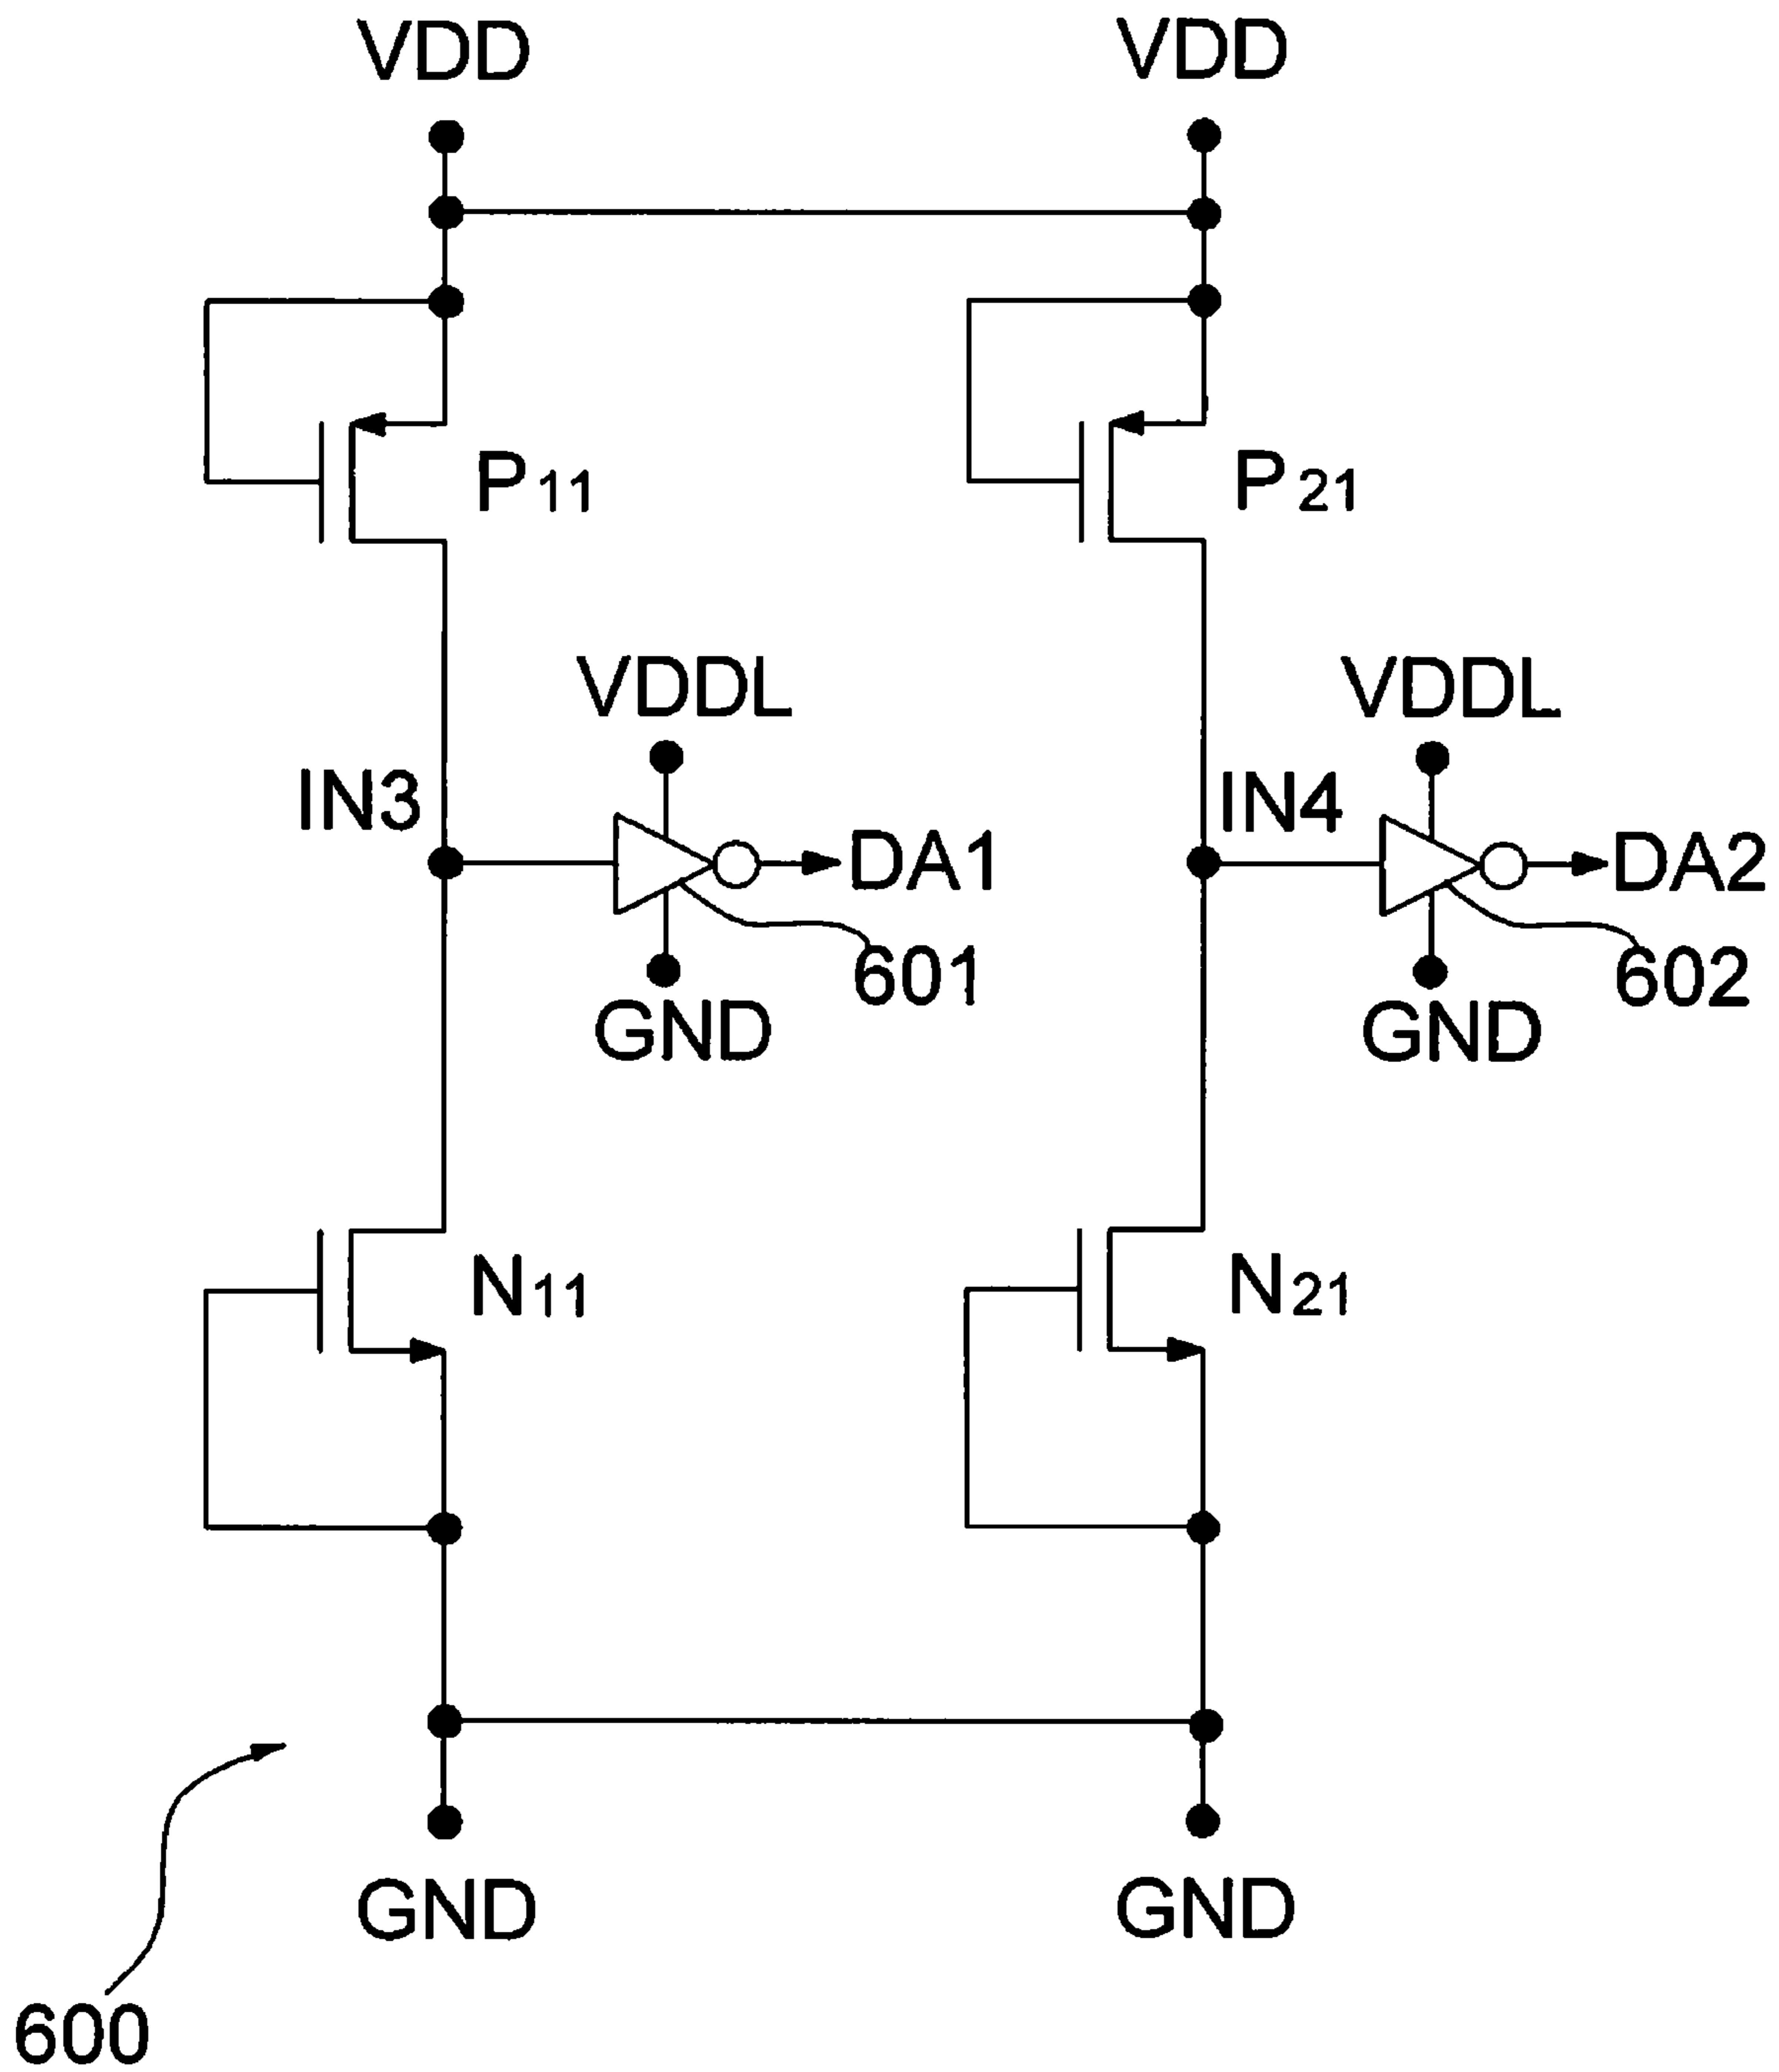 VDD VDD
P11 P21
VDDL VDDL
IN3 IN4
DA1 DA2
601 602
GND GND
N11 N21
GND GND
600